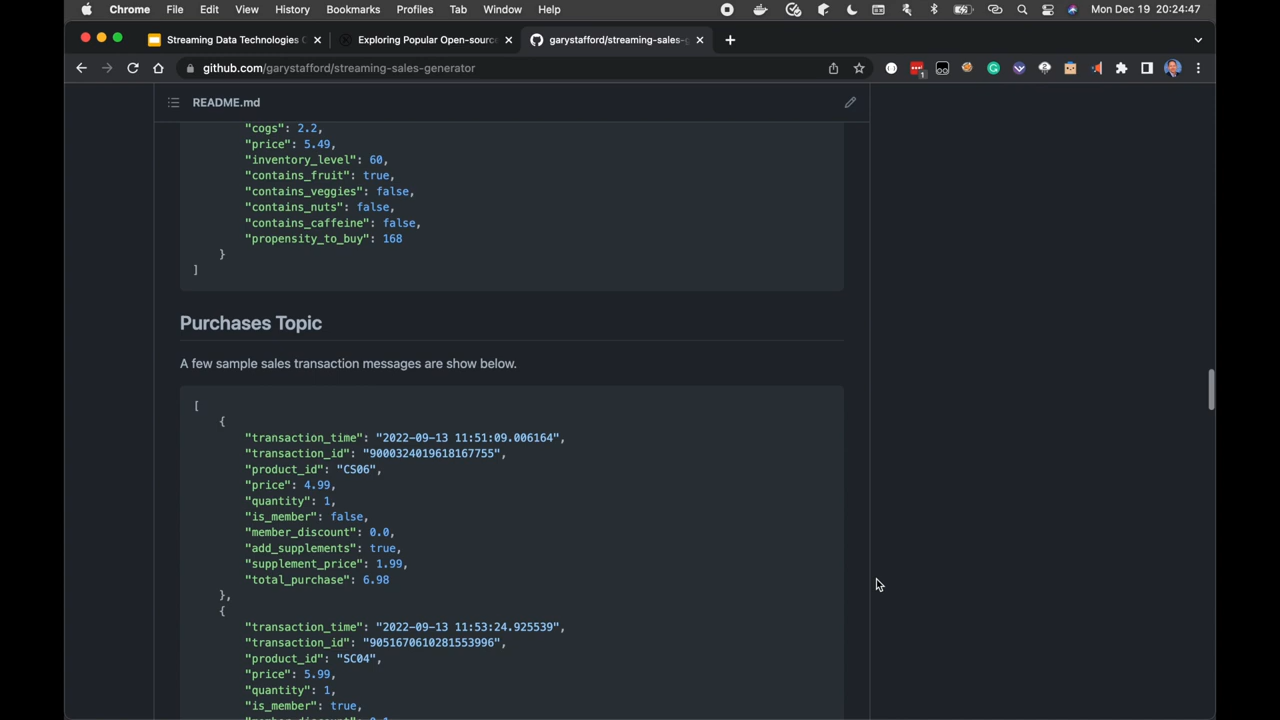 Chrome File Edit View History Bookmarks Profiles Tab Window Help Mon Dec 19 20:24:47
Streaming Data Technologies Exploring Popular Open-source garystafford/streaming-sales-
github.com/garystafford/streaming-sales-generator
README.md
"cogs": 2.2,
"price": 5.49,
"inventory_level": 60,
"contains_fruit": true,
"contains_veggies": false,
"contains_nuts": false,
"contains_caffeine": false,
"propensity_to_buy": 168
}
]
Purchases Topic
A few sample sales transaction messages are show below.
[
{
"transaction_time": "2022-09-13 11:51:09.006164",
"transaction_id": "9000324019618167755",
"product_id": "CS06",
"price": 4.99,
"quantity": 1,
"is_member": false,
"member_discount": 0.0,
"add_supplements": true,
"supplement_price": 1.99,
"total_purchase": 6.98
},
{
"transaction_time": "2022-09-13 11:53:24.925539",
"transaction_id": "9051670610281553996",
"product_id": "SC04",
"price": 5.99,
"quantity": 1,
"is_member": true,